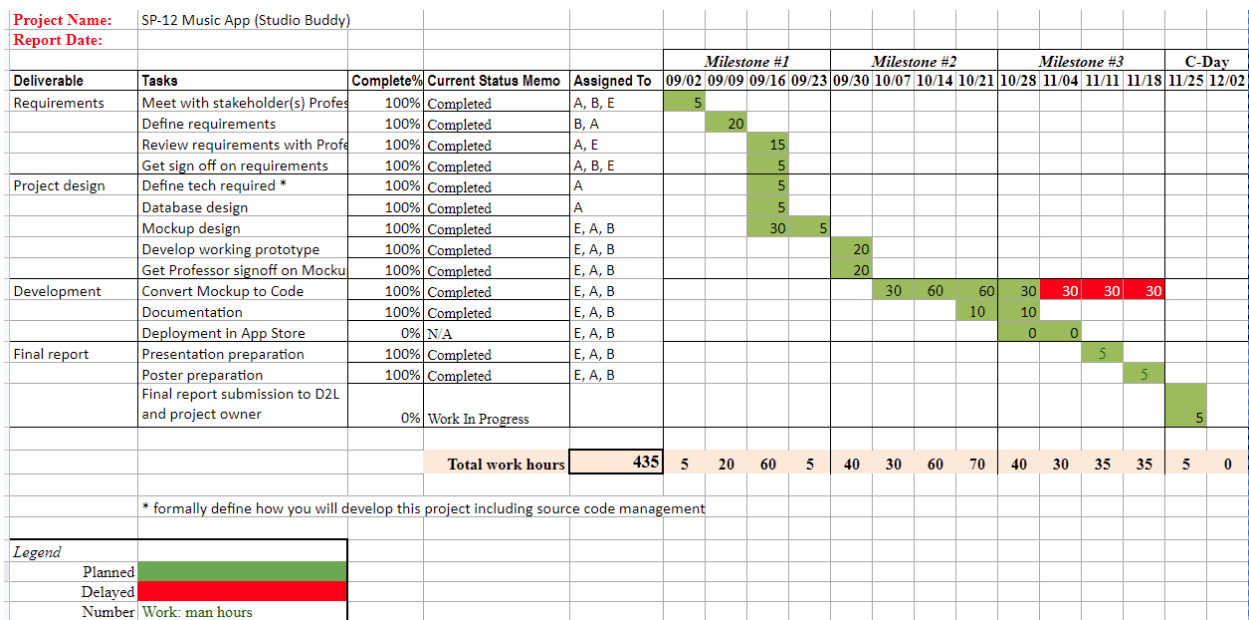 Project Name: SP-12 Music App (Studio Buddy)
Report Date:
Milestone #1 Milestone #2 Milestone #3 C-Day
Deliverable Tasks Complete% Current Status Memo Assigned To 09/02 09/09 09/16 09/23 09/30 10/07 10/14 10/21 10/28 11/04 11/11 11/18 11/25 12/02
Requirements Meet with stakeholder(s) Profes 100% Completed A, B, E 5
Define requirements 100% Completed B, A 20
Review requirements with Profe 100% Completed A, E 15
Get sign off on requirements 100% Completed A, B, E 5
Project design Define tech required * 100% Completed A 5
Database design 100% Completed A 5
Mockup design 100% Completed E, A, B 30 5
Develop working prototype 100% Completed E, A, B 20
Get Professor signoff on Mocku 100% Completed E, A, B 20
Development Convert Mockup to Code 100% Completed E, A, B 30 60 60 30 30 30 30
Documentation 100% Completed E, A, B 10 10
Deployment in App Store 0% N/A E, A, B 0 0
Final report Presentation preparation 100% Completed E, A, B 5
Poster preparation 100% Completed E, A, B 5
Final report submission to D2L
and project owner 0% Work In Progress 5
Total work hours 435 5 20 60 5 40 30 60 70 40 30 35 35 5 0
* formally define how you will develop this project including source code management
Legend
Planned
Delayed
Number Work: man hours